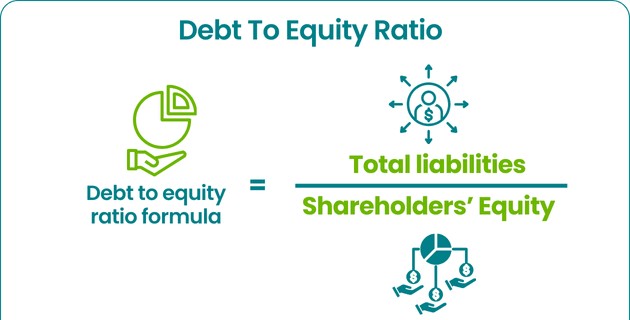 Debt To Equity Ratio
Debt to equity
ratio formula
=
Total liabilities
Shareholders’ Equity